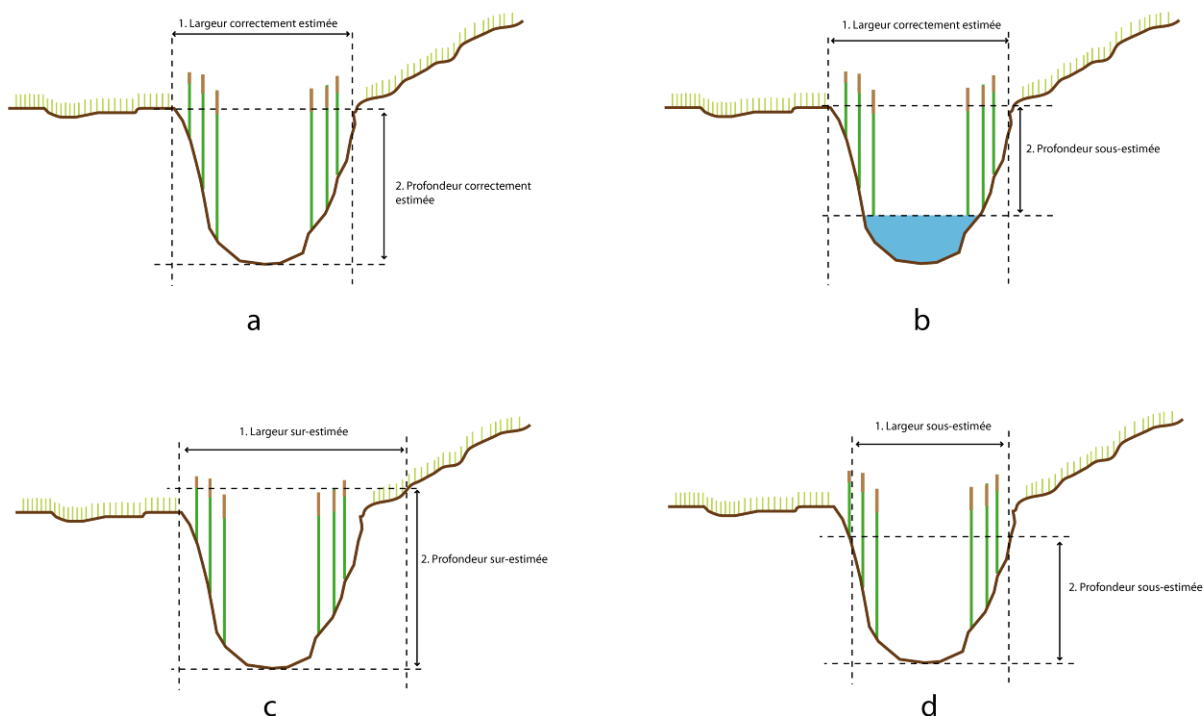 1. Largeur correctement estimée
2. Profondeur correctement
estimée
a
1. Largeur correctement estimée
2. Profondeur sous-estimée
b
1. Largeur sur-estimée
2. Profondeur sur-estimée
c
1. Largeur sous-estimée
2. Profondeur sous-estimée
d